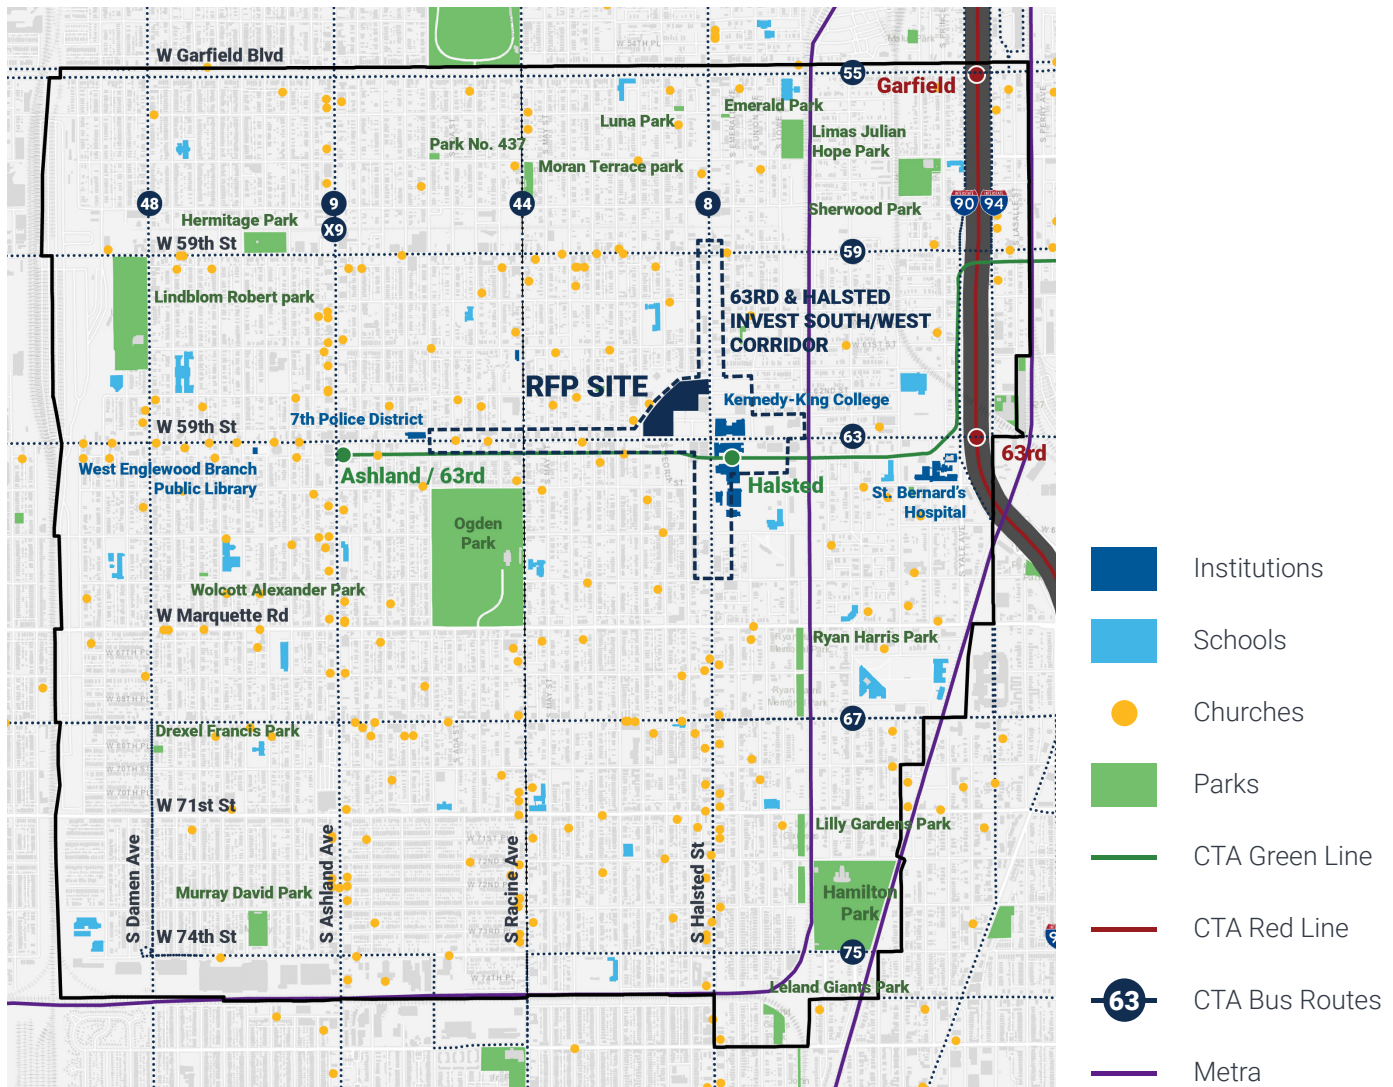 W Garfield Blvd
55
Garfield
Emerald Park
Luna Park
Limas Julian
Hope Park
Park No. 437
Moran Terrace park
48
9
X9
44
8
90
94
Sherwood Park
Hermitage Park
W 59th St
59
Lindblom Robert park
63RD & HALSTED
INVEST SOUTH/WEST
CORRIDOR
W 61ST ST
RFP SITE
W 62ND ST
Kennedy-King College
7th Police District
W 59th St
63
63rd
West Englewood Branch
Public Library
Ashland / 63rd
Halsted
St. Bernard's
Hospital
Ogden
Park
Wolcott Alexander Park
W Marquette Rd
Ryan Harris Park
67
Drexel Francis Park
W 71st St
Lilly Gardens Park
S Damen Ave
S Ashland Ave
S Racine Ave
S Halsted St
Murray David Park
Hamilton
Park
W 74th St
75
W 74TH PL
Leland Giants Park
Institutions
Schools
Churches
Parks
CTA Green Line
CTA Red Line
63
CTA Bus Routes
Metra